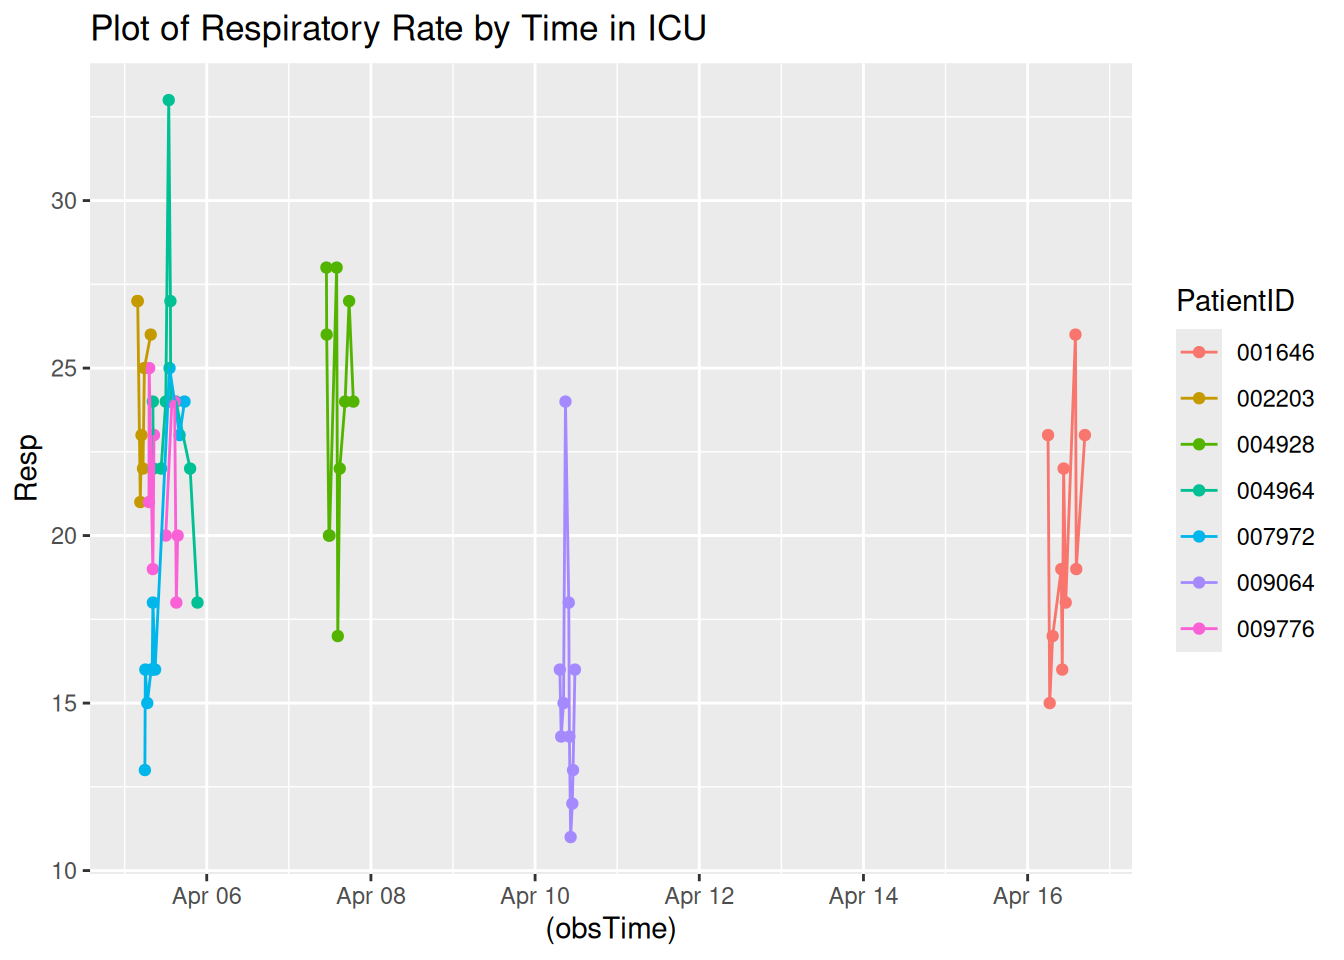 Plot of Respiratory Rate by Time in ICU
Resp
30
25
20
15
10
Apr 06
Apr 08
Apr 10
Apr 12
Apr 14
Apr 16
(obsTime)
PatientID
001646
002203
004928
004964
007972
009064
009776